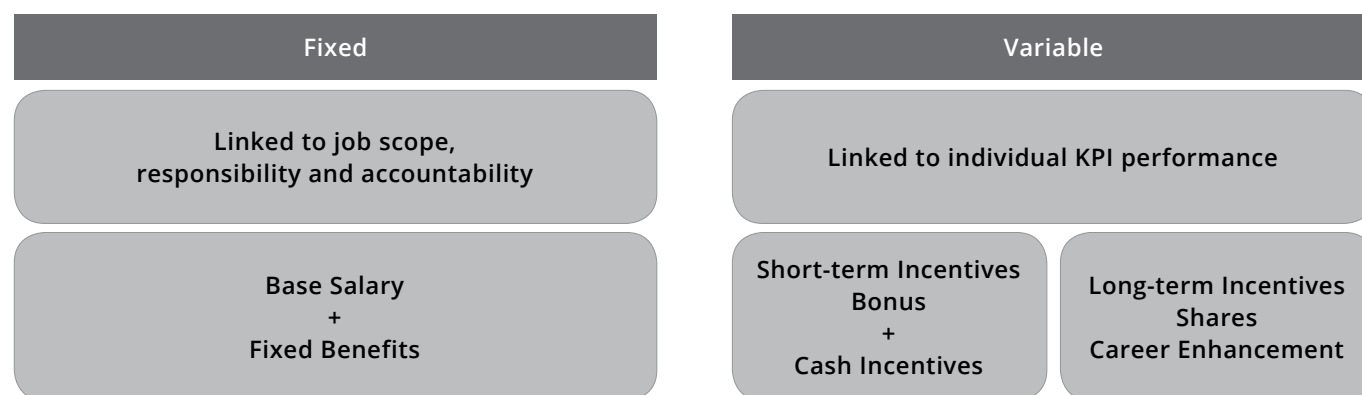 Fixed
Linked to job scope,
responsibility and accountability
Base Salary
+
Fixed Benefits
Variable
Linked to individual KPI performance
Short-term Incentives
Bonus
+
Cash Incentives
Long-term Incentives
Shares
Career Enhancement